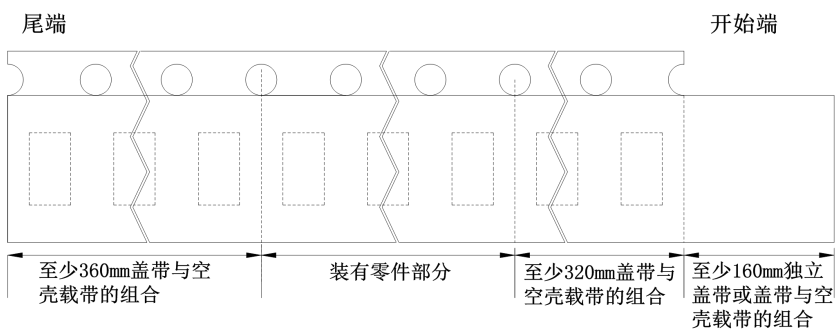 尾端
开始端
至少360mm盖带与空
壳载带的组合
装有零件部分
至少320mm盖带与
空壳载带的组合
至少160mm独立
盖带或盖带与空
壳载带的组合